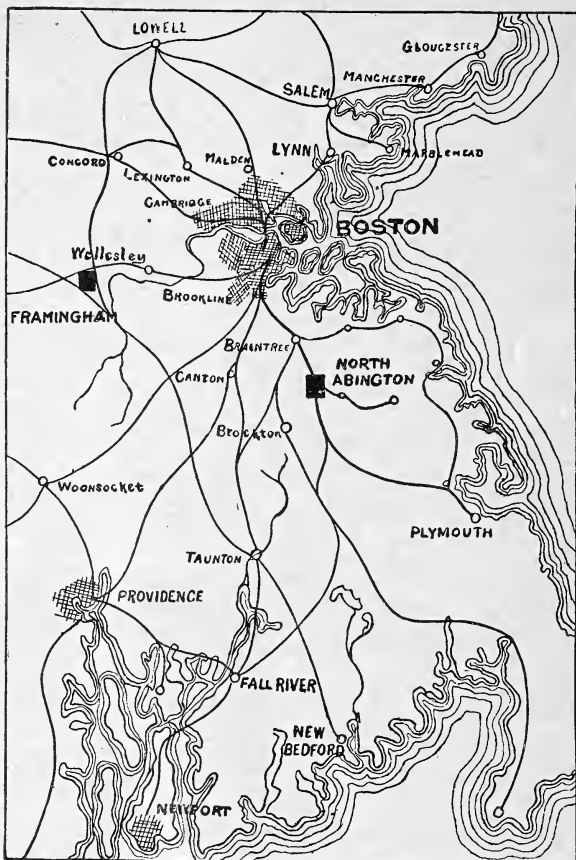 LOWELL
GLOUCESTER
MANCHESTER
SALEM
LYNN
MARBLEHEAD
MALDEN
CONCORD
LEXINGTON
CAMBRIDGE
BOSTON
Wellesley
BROOKLINE
FRAMINGHAM
BRAINTREE
NORTH
ABINGTON
CANTON
BROCKTON
WOONSOCKET
PLYMOUTH
TAUNTON
PROVIDENCE
FALL RIVER
NEW
BEDFORD
NEWPORT